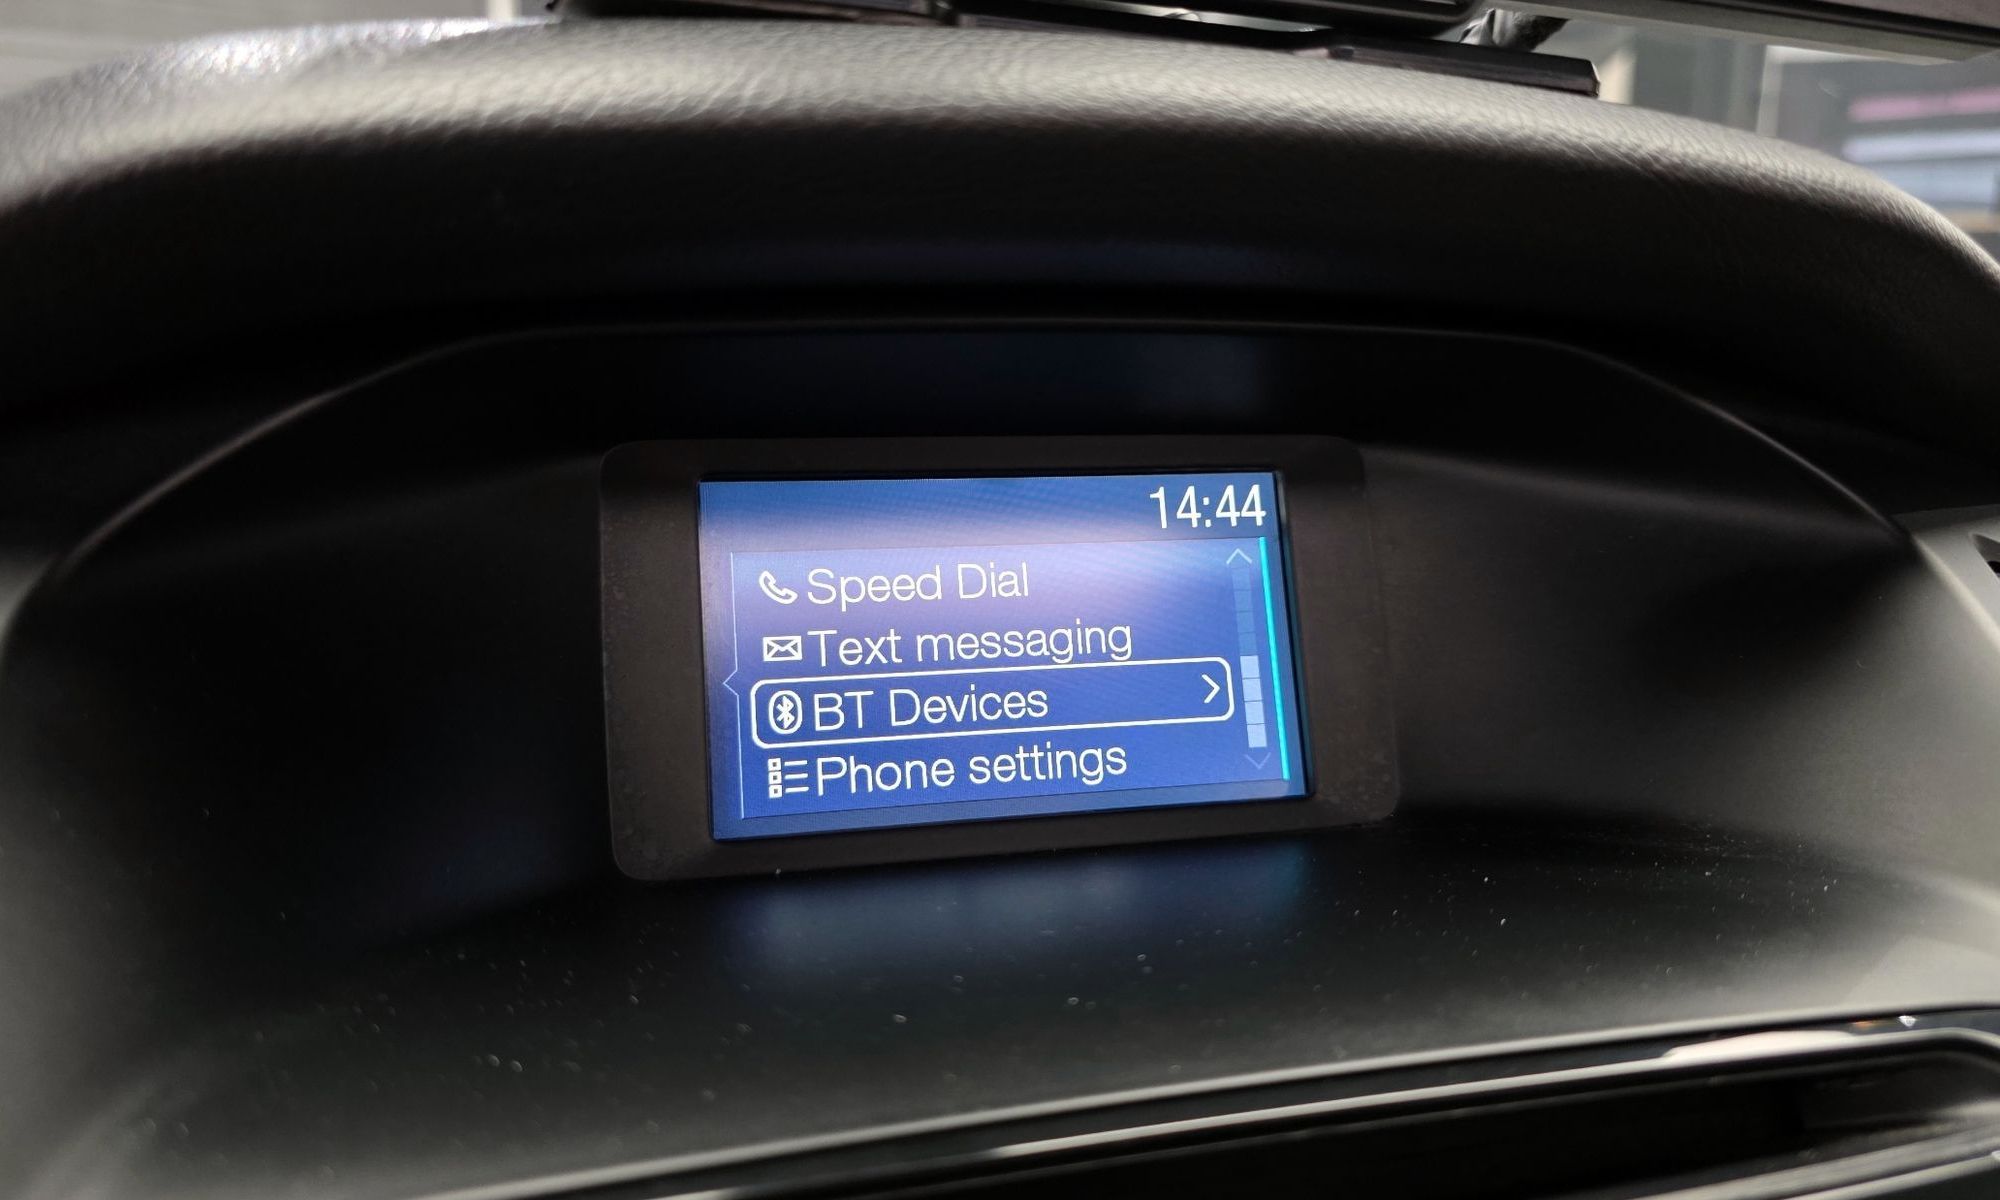 14:44
Speed Dial
Text messaging
BT Devices
Phone settings